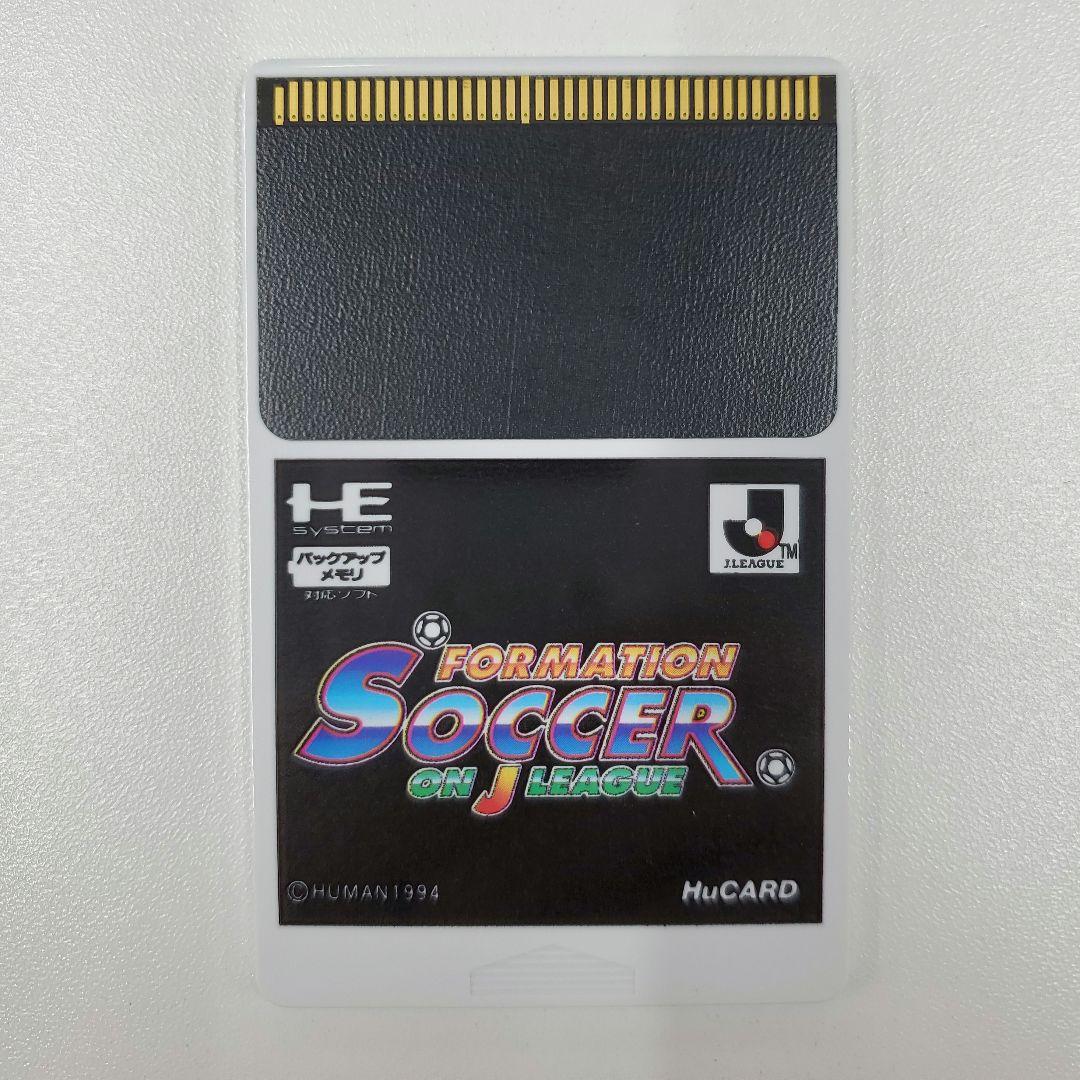 HE
system
バックアップ
メモリ
対応ソフト
J.LEAGUE
TM
FORMATION
SOCCER
ON J LEAGUE
©HUMAN1994
HuCARD